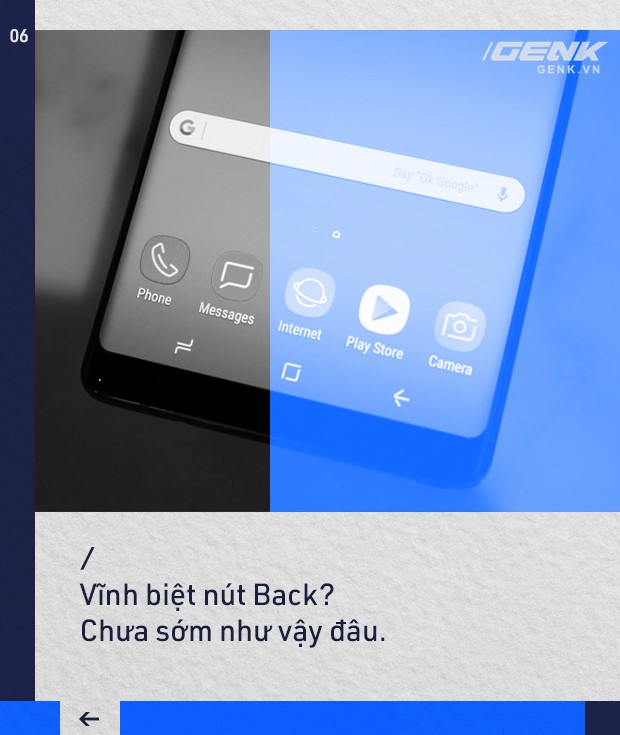 06
/GENK
GENK.VN
G
Say "Ok Google"
Phone
Messages
Internet
Play Store
Camera
/
Vĩnh biệt nút Back?
Chưa sớm như vậy đâu.